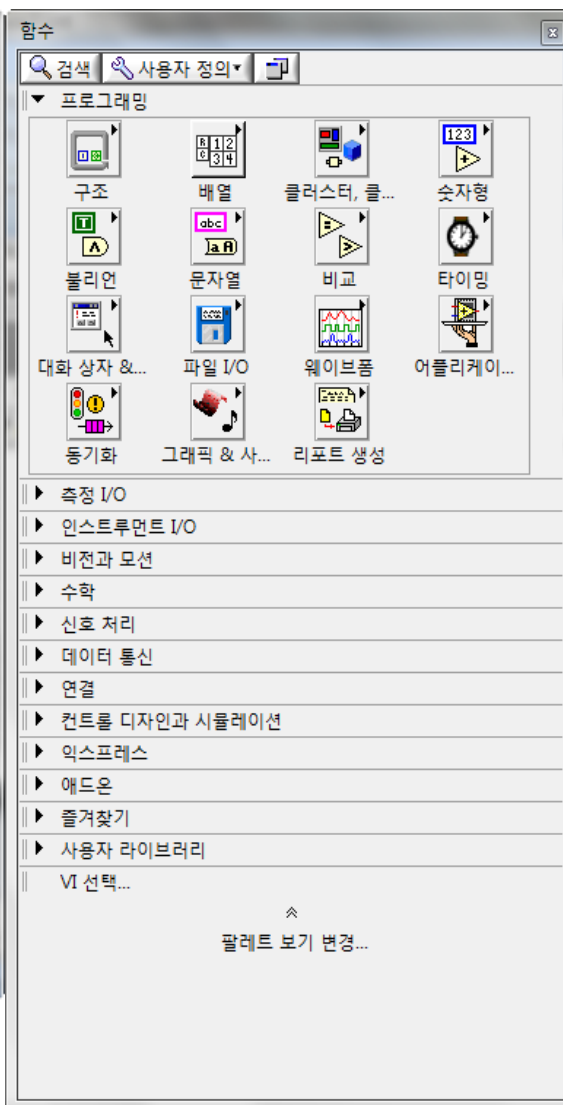 함수
검색 사용자 정의
프로그래밍
구조 배열 클러스터, 클... 숫자형
불리언 문자열 비교 타이밍
대화 상자 &... 파일 I/O 웨이브폼 어플리케이...
동기화 그래픽 & 사... 리포트 생성
측정 I/O
인스트루먼트 I/O
비전과 모션
수학
신호 처리
데이터 통신
연결
컨트롤 디자인과 시뮬레이션
익스프레스
애드온
즐겨찾기
사용자 라이브러리
VI 선택...
팔레트 보기 변경...